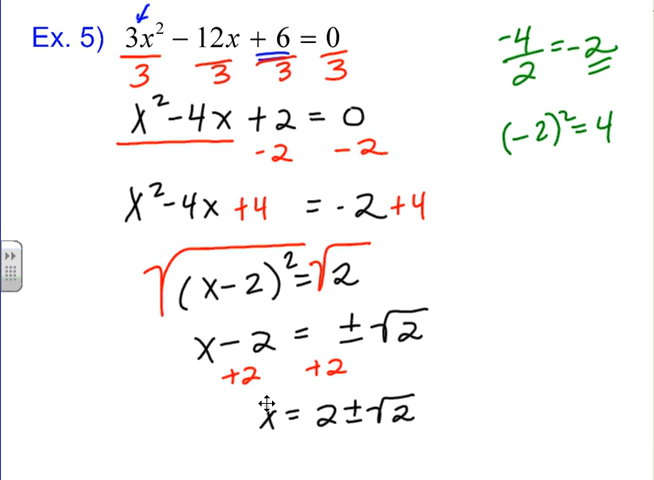 Ex. 5) 3x² − 12x + 6 = 0
3 3 3 3
x² - 4x + 2 = 0
-2 -2
x² - 4x +4 = -2 +4
√(x - 2)² = √2
x - 2 = ±√2
+2 +2
x = 2 ± √2
-4/2 = -2
(-2)² = 4